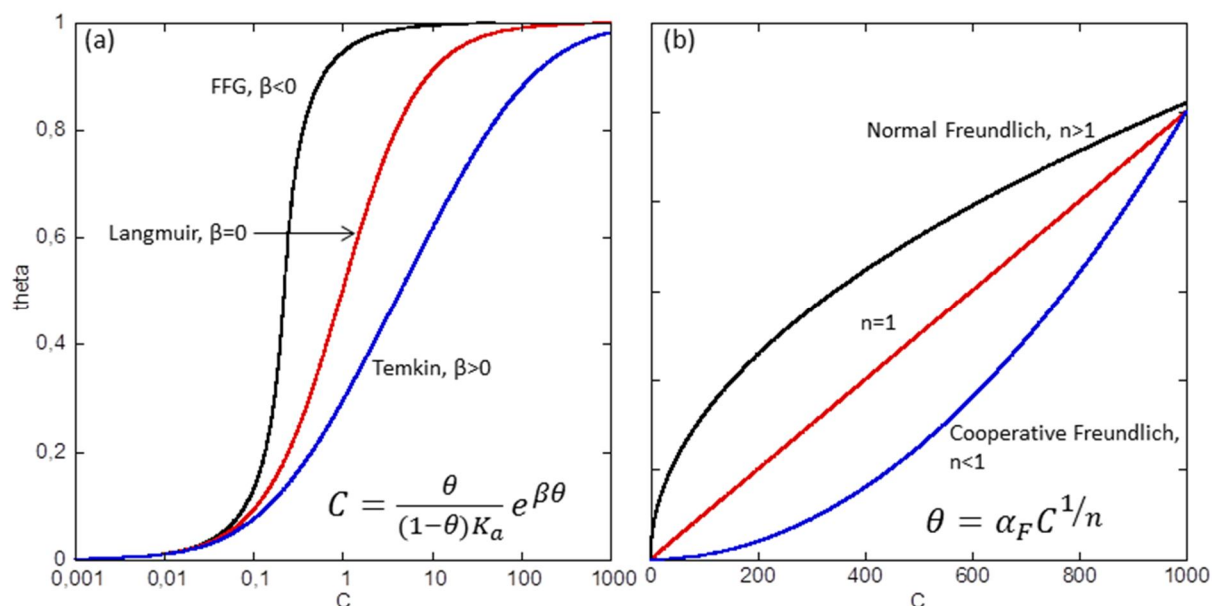 (a)
FFG, β<0
Langmuir, β=0
Temkin, β>0
C = θ/((1−θ)Kₐ) e^{βθ}
theta
1
0,8
0,6
0,4
0,2
0
0,001
0,01
0,1
1
10
100
1000
C
(b)
Normal Freundlich, n>1
n=1
Cooperative Freundlich,
n<1
θ = α_F C^{1/n}
0
200
400
600
800
1000
C